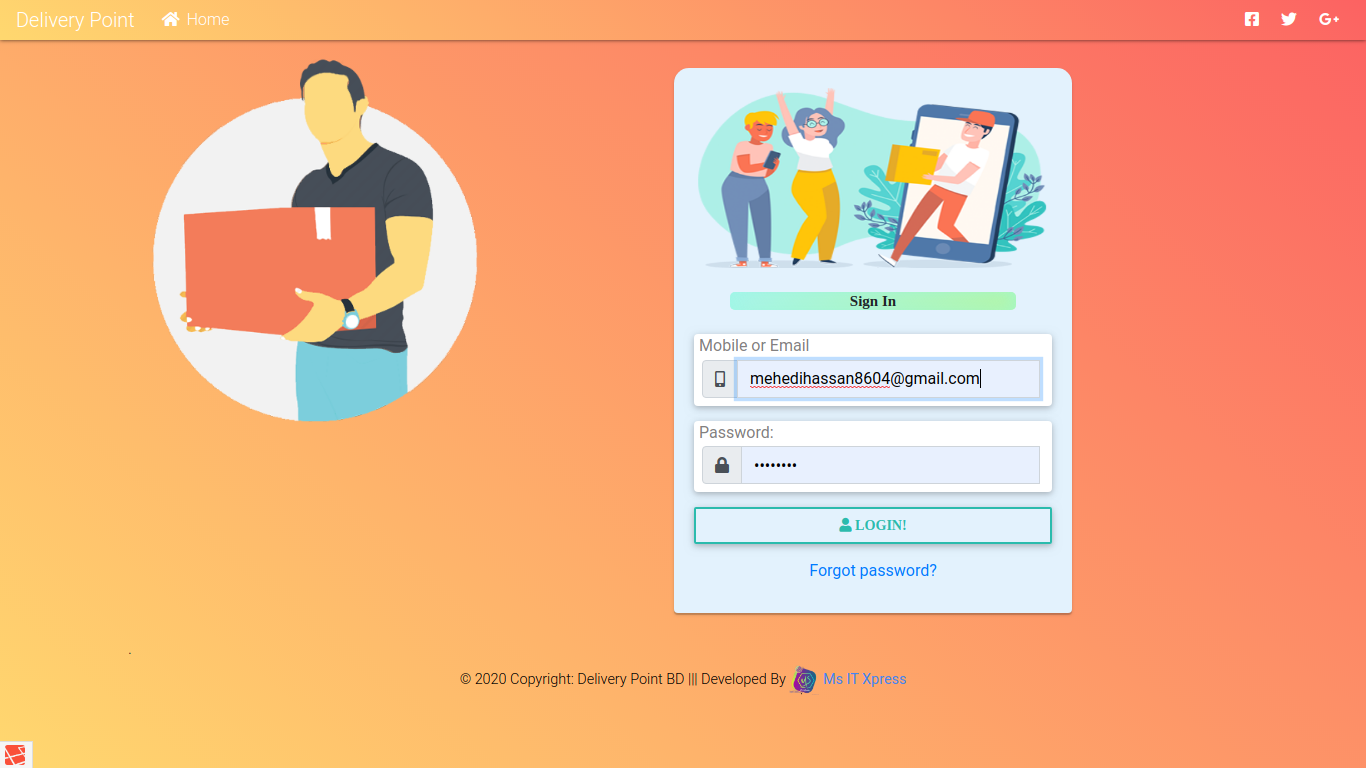 Delivery Point Home
Sign In
Mobile or Email
mehedihassan8604@gmail.com
Password:
••••••••
LOGIN!
Forgot password?
.
© 2020 Copyright: Delivery Point BD ||| Developed By Ms IT Xpress